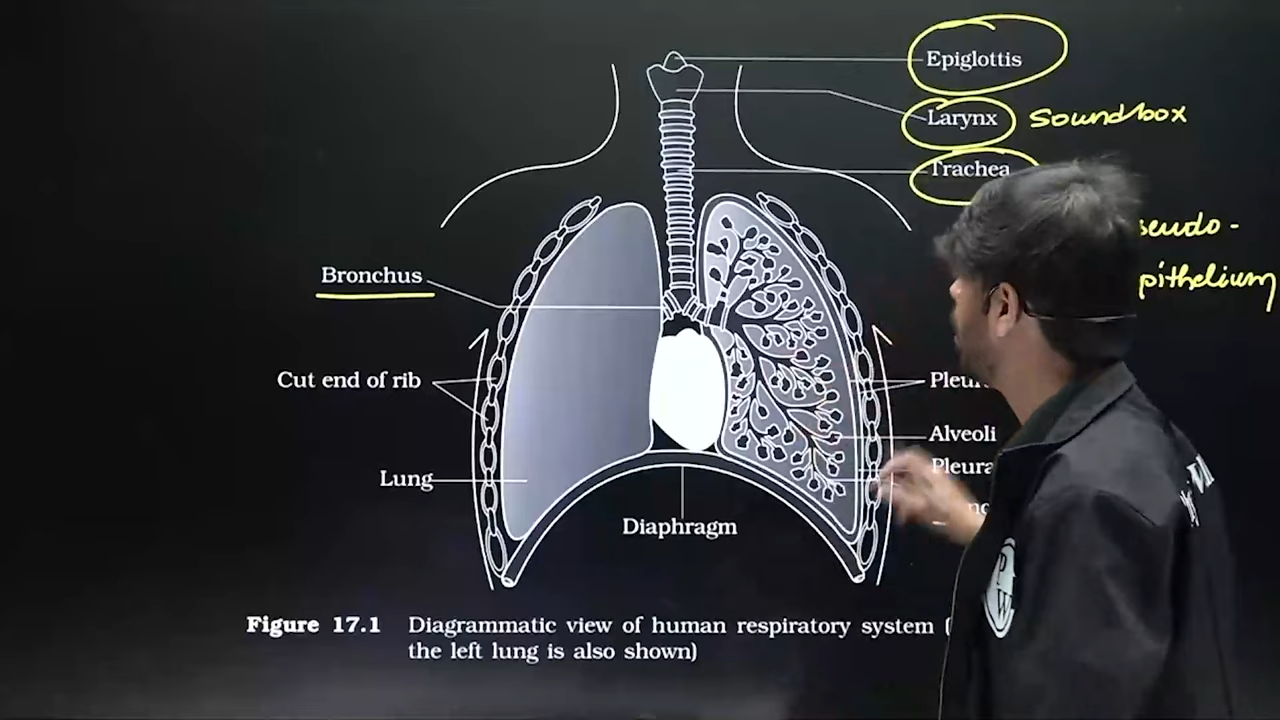 Epiglottis
Larynx Soundbox
Trachea
Bronchus
Cut end of rib
Alveoli
Lung
Diaphragm
Figure 17.1 Diagrammatic view of human respiratory system (
the left lung is also shown)
P
W